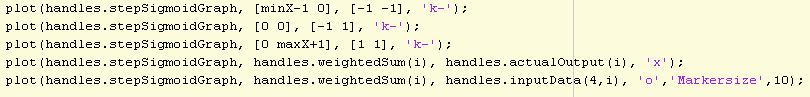 plot(handles.stepSigmoidGraph, [minX-1 0], [-1 -1], 'k-');
plot(handles.stepSigmoidGraph, [0 0], [-1 1], 'k-');
plot(handles.stepSigmoidGraph, [0 maxX+1], [1 1], 'k-');
plot(handles.stepSigmoidGraph, handles.weightedSum(i), handles.actualOutput(i), 'x');
plot(handles.stepSigmoidGraph, handles.weightedSum(i), handles.inputData(4,i), 'o','Markersize',10);